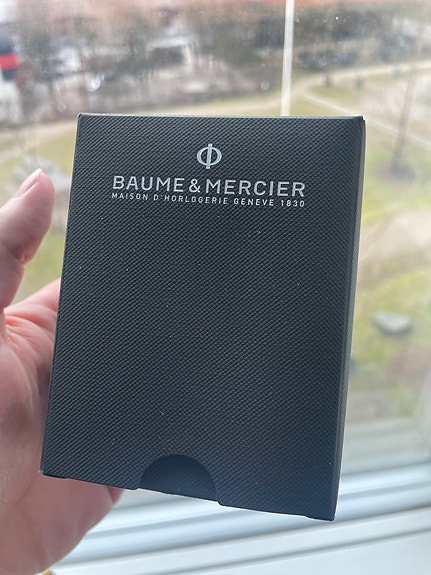 BAUME & MERCIER
MAISON D'HORLOGERIE GENEVE 1830